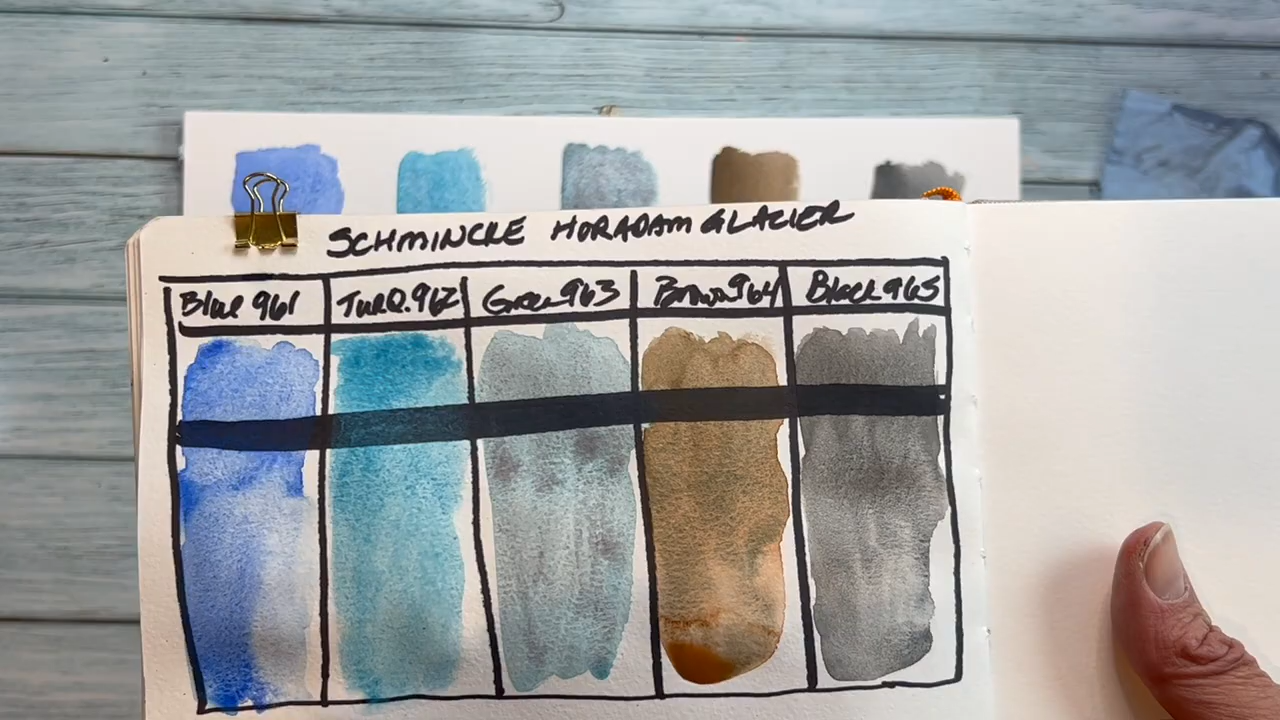 SCHMINCKE HORADAM GLACIER
Blue 961 TURQ. 962 Green 963 Brown 964 Black 965